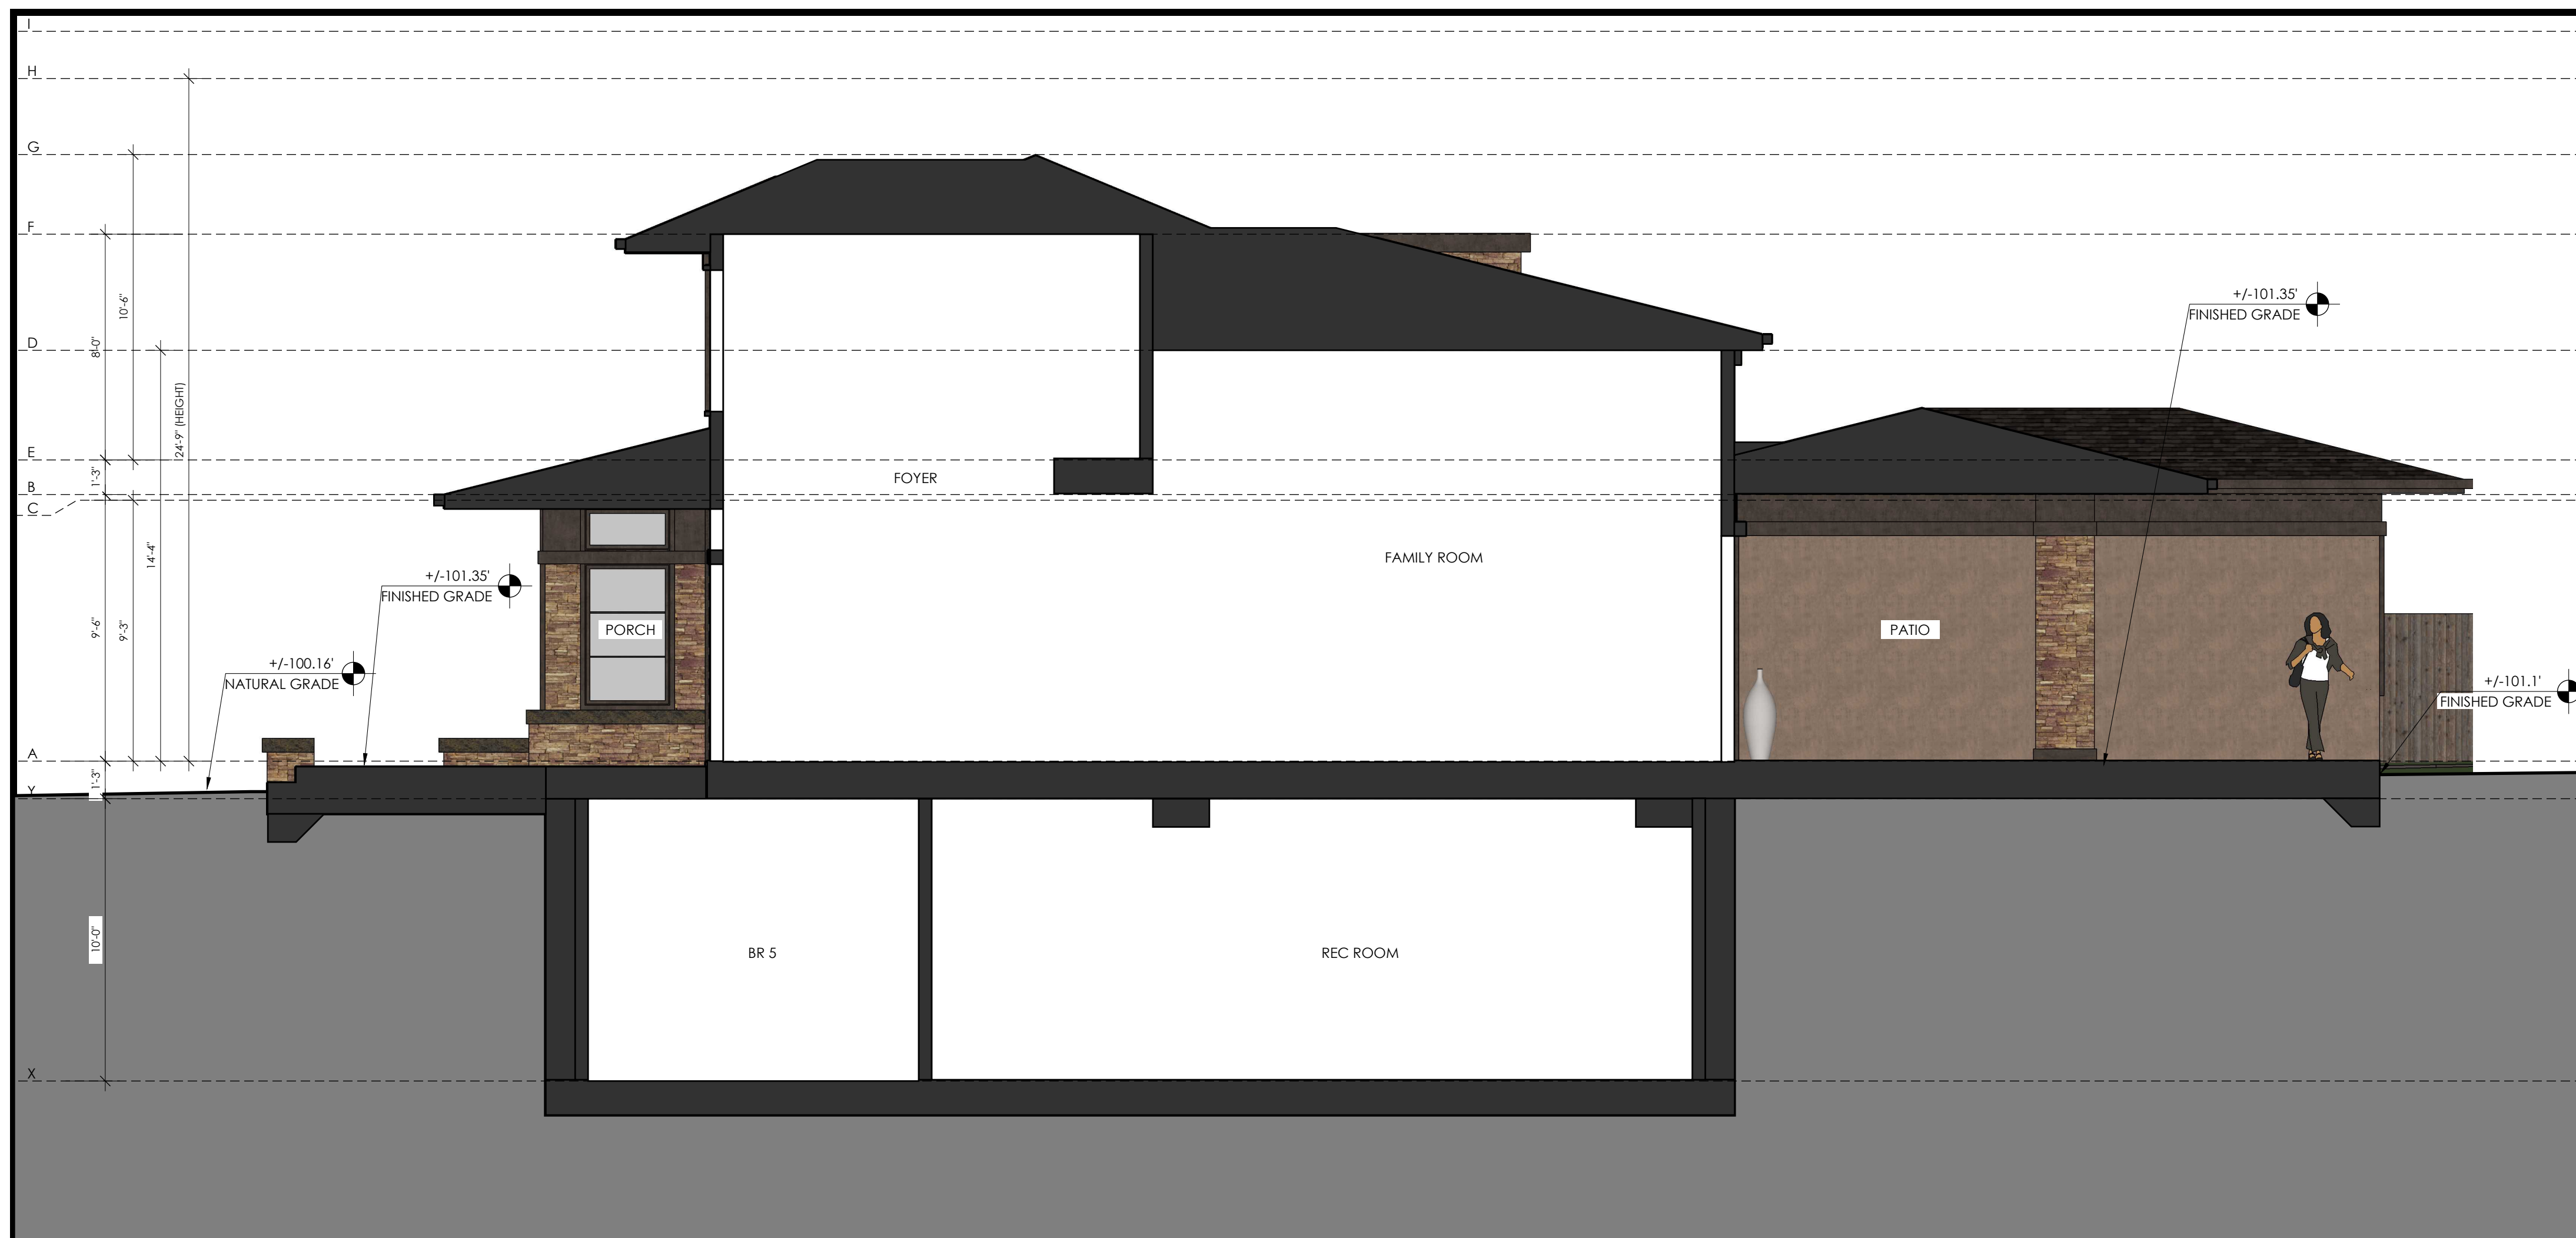 I
H
G
F
10'-6"
+/-101.35'
FINISHED GRADE
D
8'-0"
24'-9" (HEIGHT)
E
1'-3"
FOYER
B
C
14'-4"
FAMILY ROOM
+/-101.35'
FINISHED GRADE
9'-6"
9'-3"
PORCH
PATIO
+/-100.16'
NATURAL GRADE
+/-101.1'
FINISHED GRADE
A
1'-3"
Y
10'-0"
BR 5
REC ROOM
X